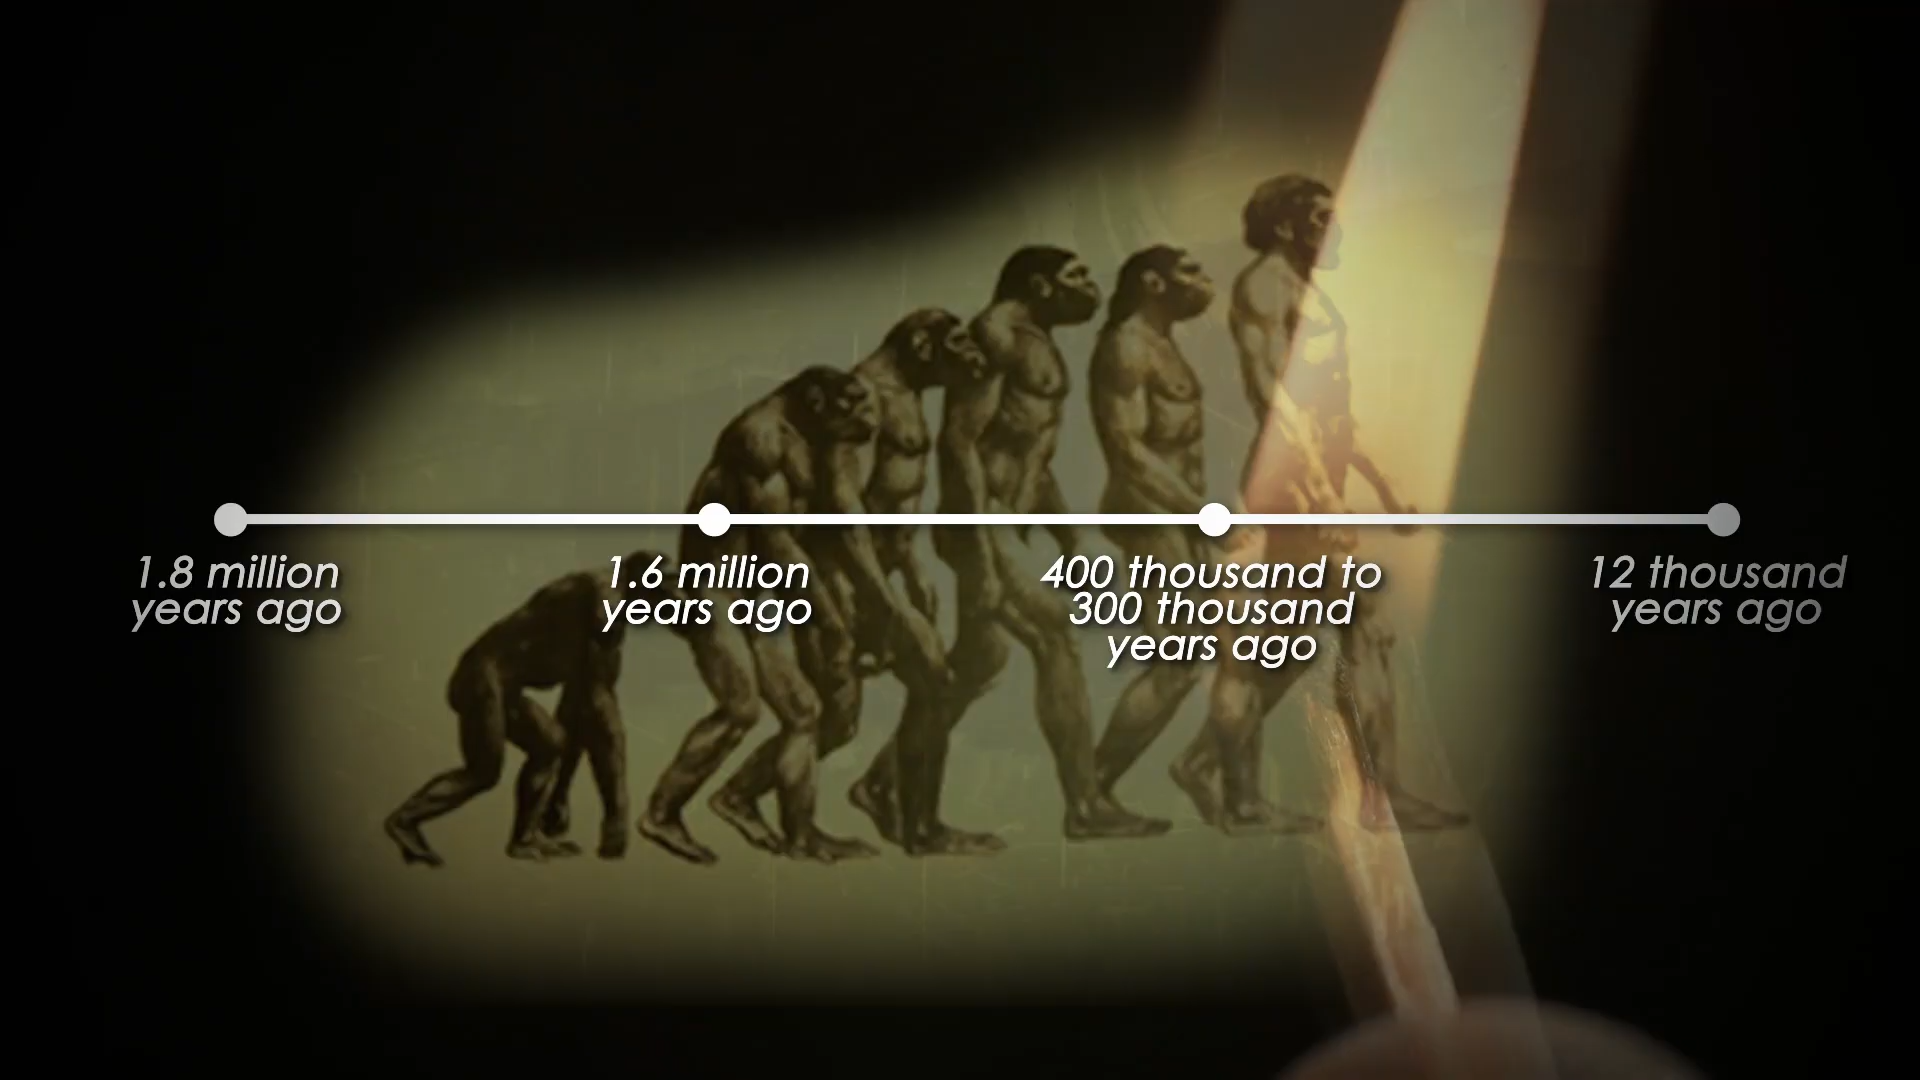 1.8 million
years ago
1.6 million
years ago
400 thousand to
300 thousand
years ago
12 thousand
years ago